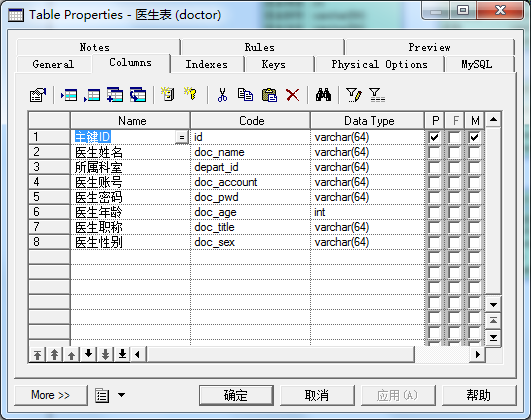 Table Properties - 医生表 (doctor)
Notes Rules Preview
General Columns Indexes Keys Physical Options MySQL
Name Code Data Type P F M
1 主键ID = id varchar(64)
2 医生姓名 doc_name varchar(64)
3 所属科室 depart_id varchar(64)
4 医生账号 doc_account varchar(64)
5 医生密码 doc_pwd varchar(64)
6 医生年龄 doc_age int
7 医生职称 doc_title varchar(64)
8 医生性别 doc_sex varchar(64)
More >> 确定 取消 应用(A) 帮助